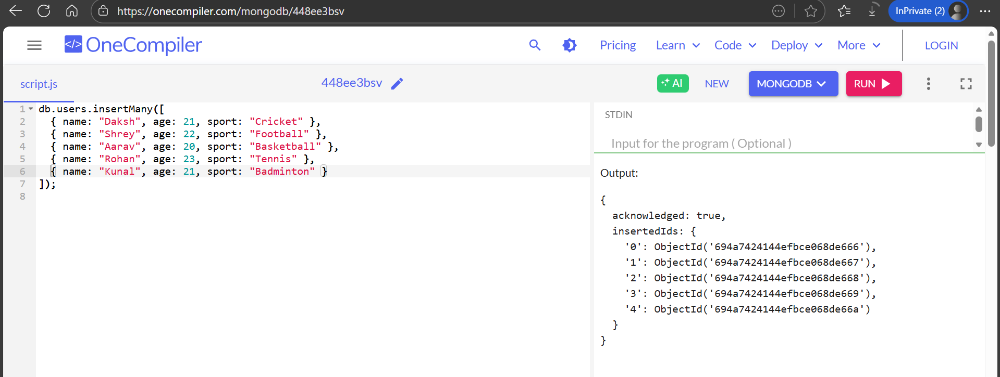 https://onecompiler.com/mongodb/448ee3bsv
InPrivate (2)
</> OneCompiler
Pricing
Learn
Code
Deploy
More
LOGIN
script.js
448ee3bsv
AI
NEW
MONGODB
RUN
1 db.users.insertMany([
2   { name: "Daksh", age: 21, sport: "Cricket" },
3   { name: "Shrey", age: 22, sport: "Football" },
4   { name: "Aarav", age: 20, sport: "Basketball" },
5   { name: "Rohan", age: 23, sport: "Tennis" },
6   { name: "Kunal", age: 21, sport: "Badminton" }
7 ]);
8
STDIN
Input for the program ( Optional )
Output:
{
  acknowledged: true,
  insertedIds: {
    '0': ObjectId('694a7424144efbce068de666'),
    '1': ObjectId('694a7424144efbce068de667'),
    '2': ObjectId('694a7424144efbce068de668'),
    '3': ObjectId('694a7424144efbce068de669'),
    '4': ObjectId('694a7424144efbce068de66a')
  }
}